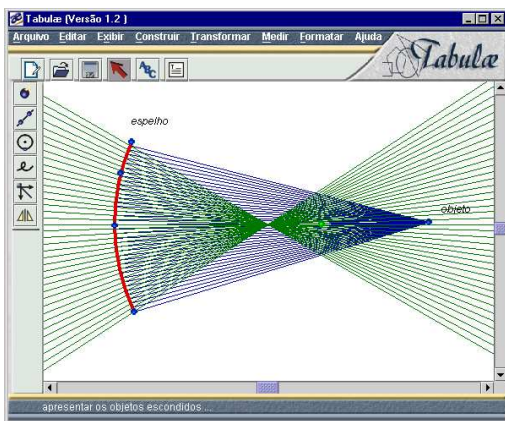 Tabulæ (Versão 1.2 )
Arquivo Editar Exibir Construir Transformar Medir Formatar Ajuda
Tabulæ
ABC
espelho
objeto
apresentar os objetos escondidos ...